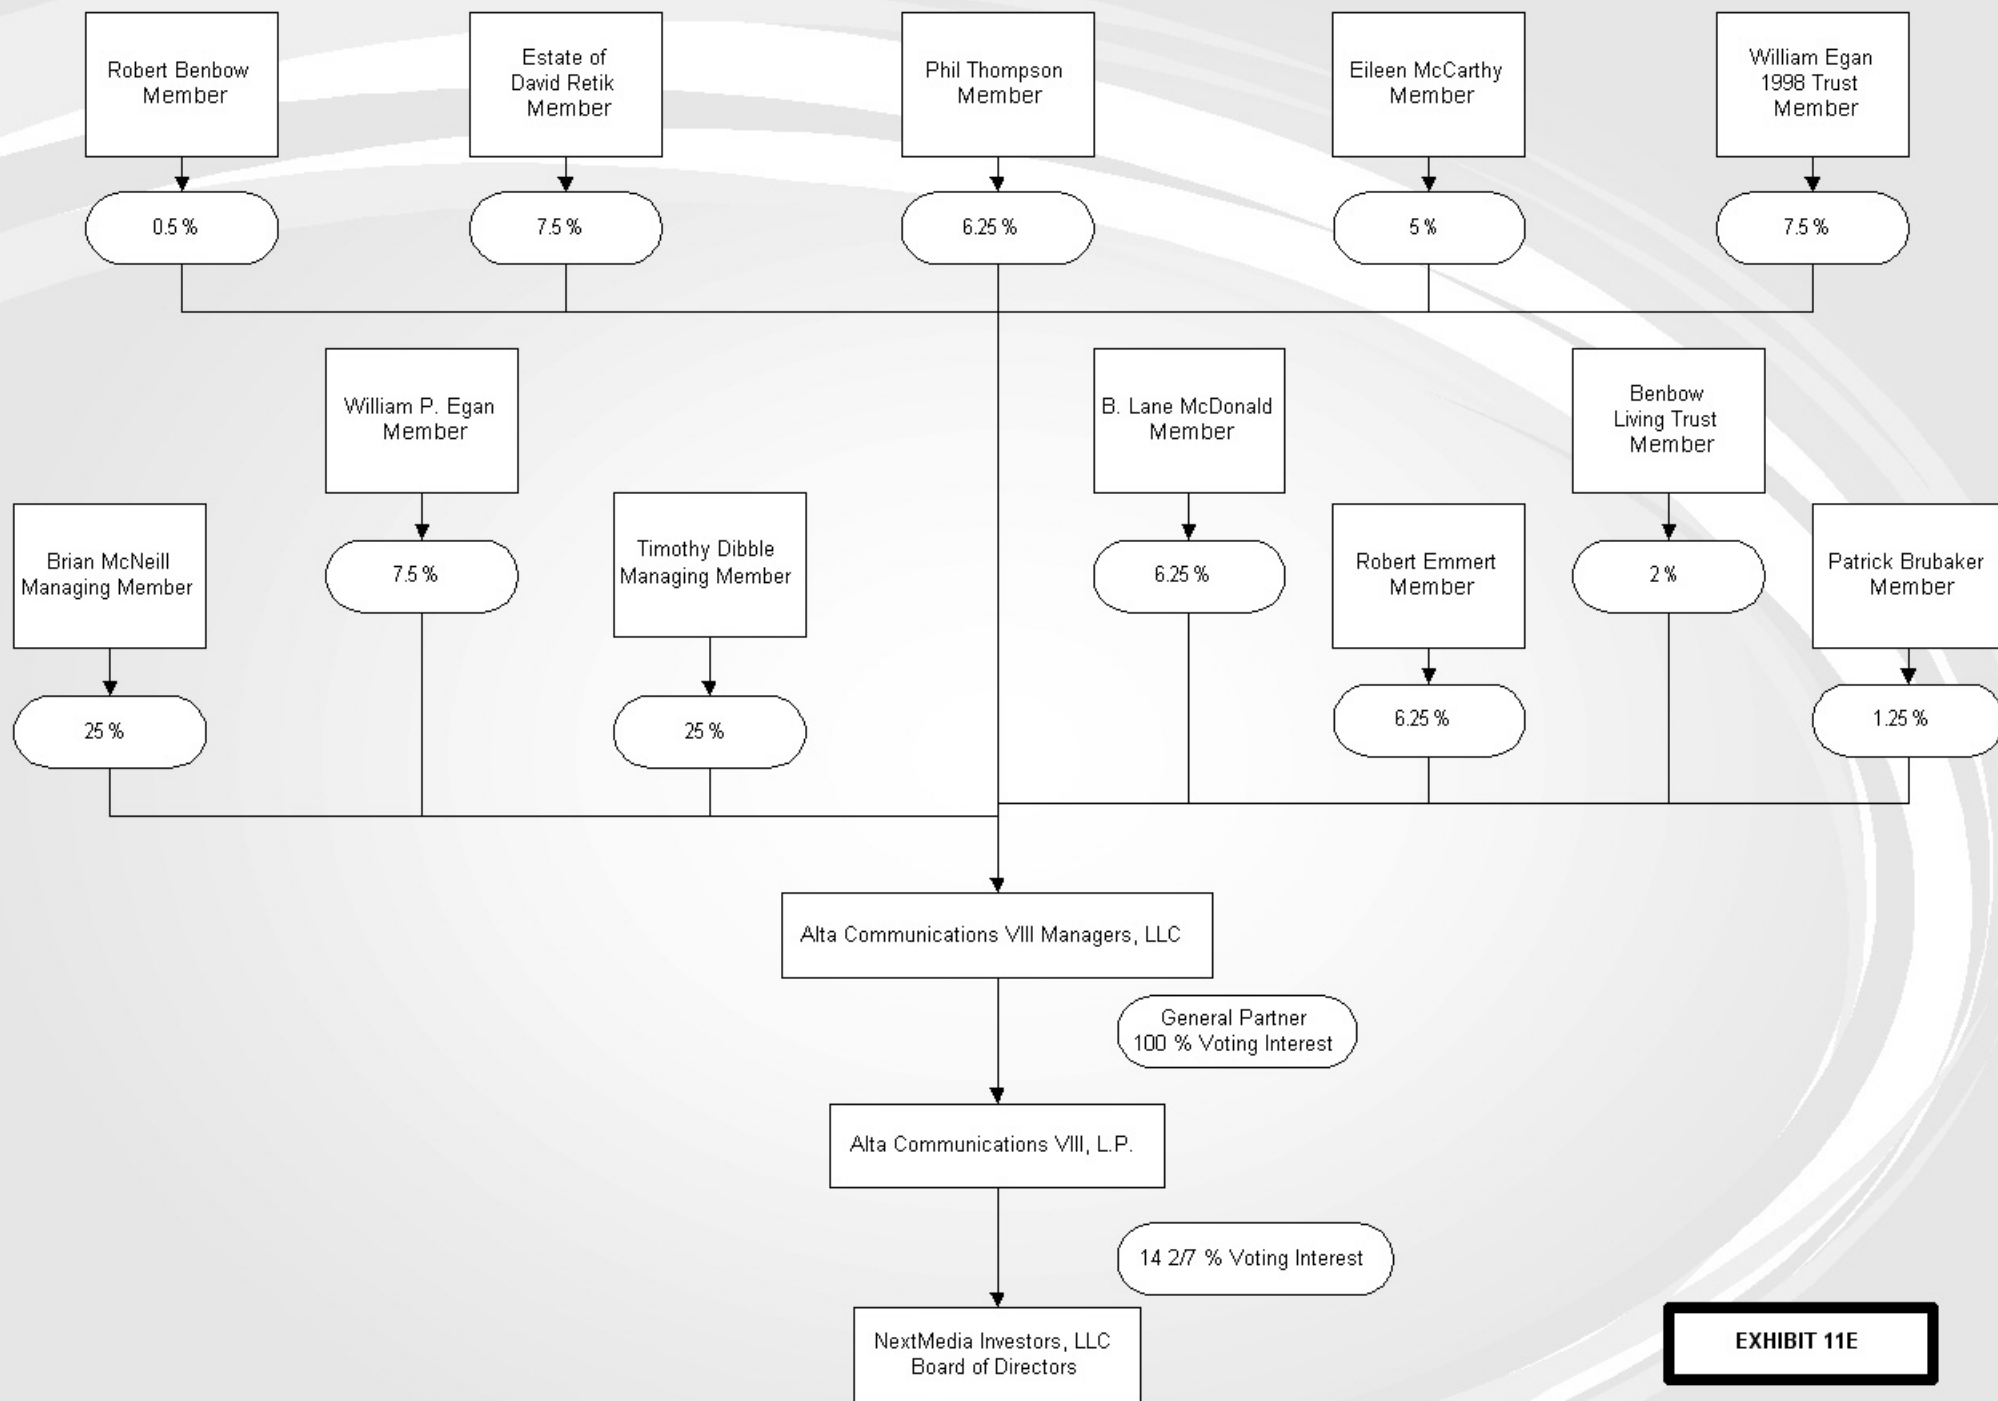 Robert Benbow
Member
Estate of
David Retik
Member
Phil Thompson
Member
Eileen McCarthy
Member
William Egan
1998 Trust
Member
0.5 %
7.5 %
6.25 %
5 %
7.5 %
William P. Egan
Member
B. Lane McDonald
Member
Benbow
Living Trust
Member
Brian McNeill
Managing Member
7.5 %
Timothy Dibble
Managing Member
6.25 %
Robert Emmert
Member
2 %
Patrick Brubaker
Member
25 %
25 %
6.25 %
1.25 %
Alta Communications VIII Managers, LLC
General Partner
100 % Voting Interest
Alta Communications VIII, L.P.
14 2/7 % Voting Interest
NextMedia Investors, LLC
Board of Directors
EXHIBIT 11E